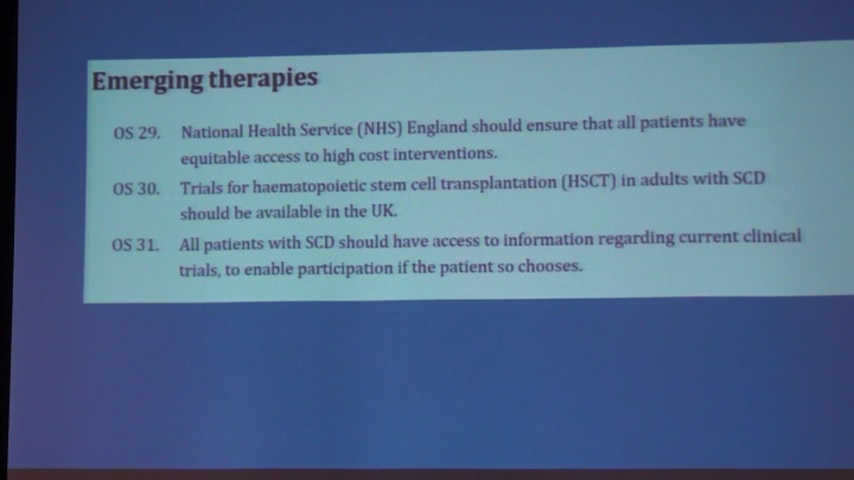 Emerging therapies
OS 29. National Health Service (NHS) England should ensure that all patients have
equitable access to high cost interventions.
OS 30. Trials for haematopoietic stem cell transplantation (HSCT) in adults with SCD
should be available in the UK.
OS 31. All patients with SCD should have access to information regarding current clinical
trials, to enable participation if the patient so chooses.